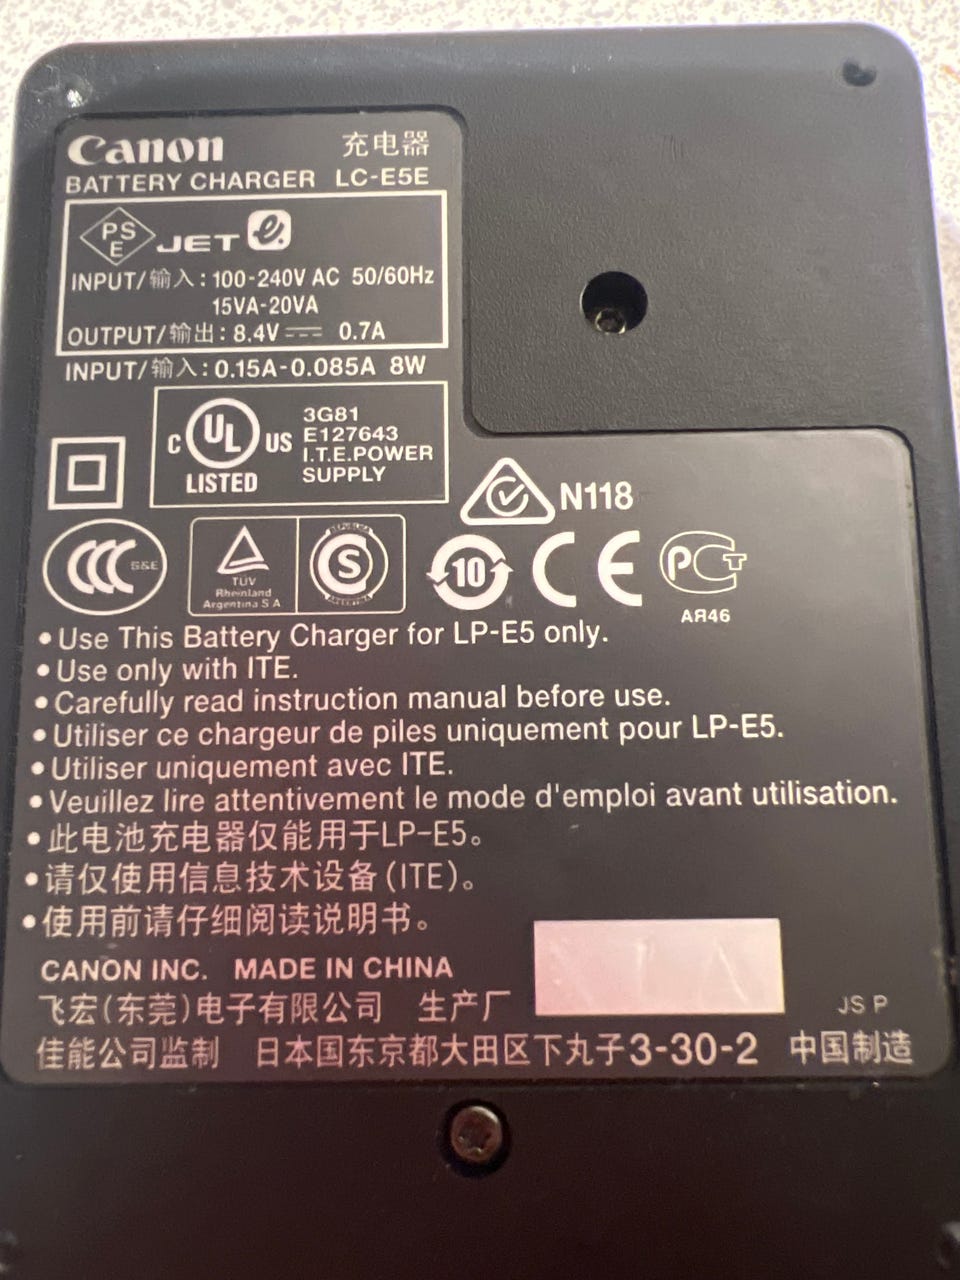 Canon 充电器
BATTERY CHARGER LC-E5E
PS E JET e
INPUT/输入: 100-240V AC 50/60Hz
15VA-20VA
OUTPUT/输出: 8.4V ⎓ 0.7A
INPUT/输入: 0.15A-0.085A 8W
C UL US LISTED
3G81
E127643
I.T.E.POWER
SUPPLY
N118
CCC S&E
TÜV
Rheinland
Argentina S A
REPUBLICA
S
ARGENTINA
10 CE PCT
AЯ46
•Use This Battery Charger for LP-E5 only.
•Use only with ITE.
•Carefully read instruction manual before use.
•Utiliser ce chargeur de piles uniquement pour LP-E5.
•Utiliser uniquement avec ITE.
•Veuillez lire attentivement le mode d'emploi avant utilisation.
•此电池充电器仅能用于LP-E5。
•请仅使用信息技术设备(ITE)。
•使用前请仔细阅读说明书。
CANON INC. MADE IN CHINA
飞宏(东莞)电子有限公司 生产厂
JS P
佳能公司监制 日本国东京都大田区下丸子3-30-2 中国制造